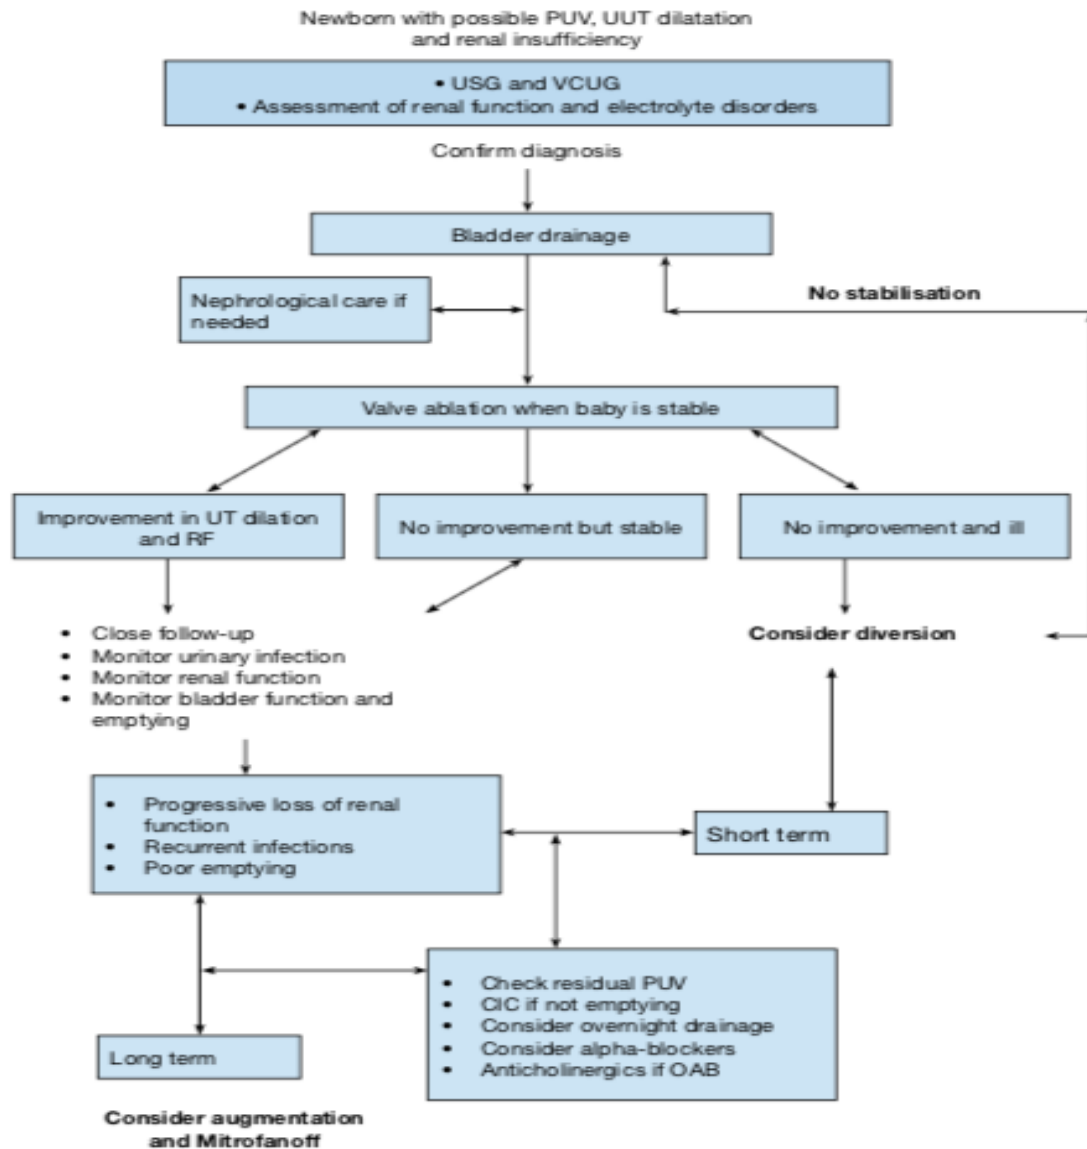 Newborn with possible PUV, UUT dilatation
and renal insufficiency
• USG and VCUG
• Assessment of renal function and electrolyte disorders
Confirm diagnosis
Bladder drainage
Nephrological care if
needed
No stabilisation
Valve ablation when baby is stable
Improvement in UT dilation
and RF
No improvement but stable
No improvement and ill
• Close follow-up
• Monitor urinary infection
• Monitor renal function
• Monitor bladder function and
emptying
Consider diversion
• Progressive loss of renal
function
• Recurrent infections
• Poor emptying
Short term
• Check residual PUV
• CIC if not emptying
• Consider overnight drainage
• Consider alpha-blockers
• Anticholinergics if OAB
Long term
Consider augmentation
and Mitrofanoff